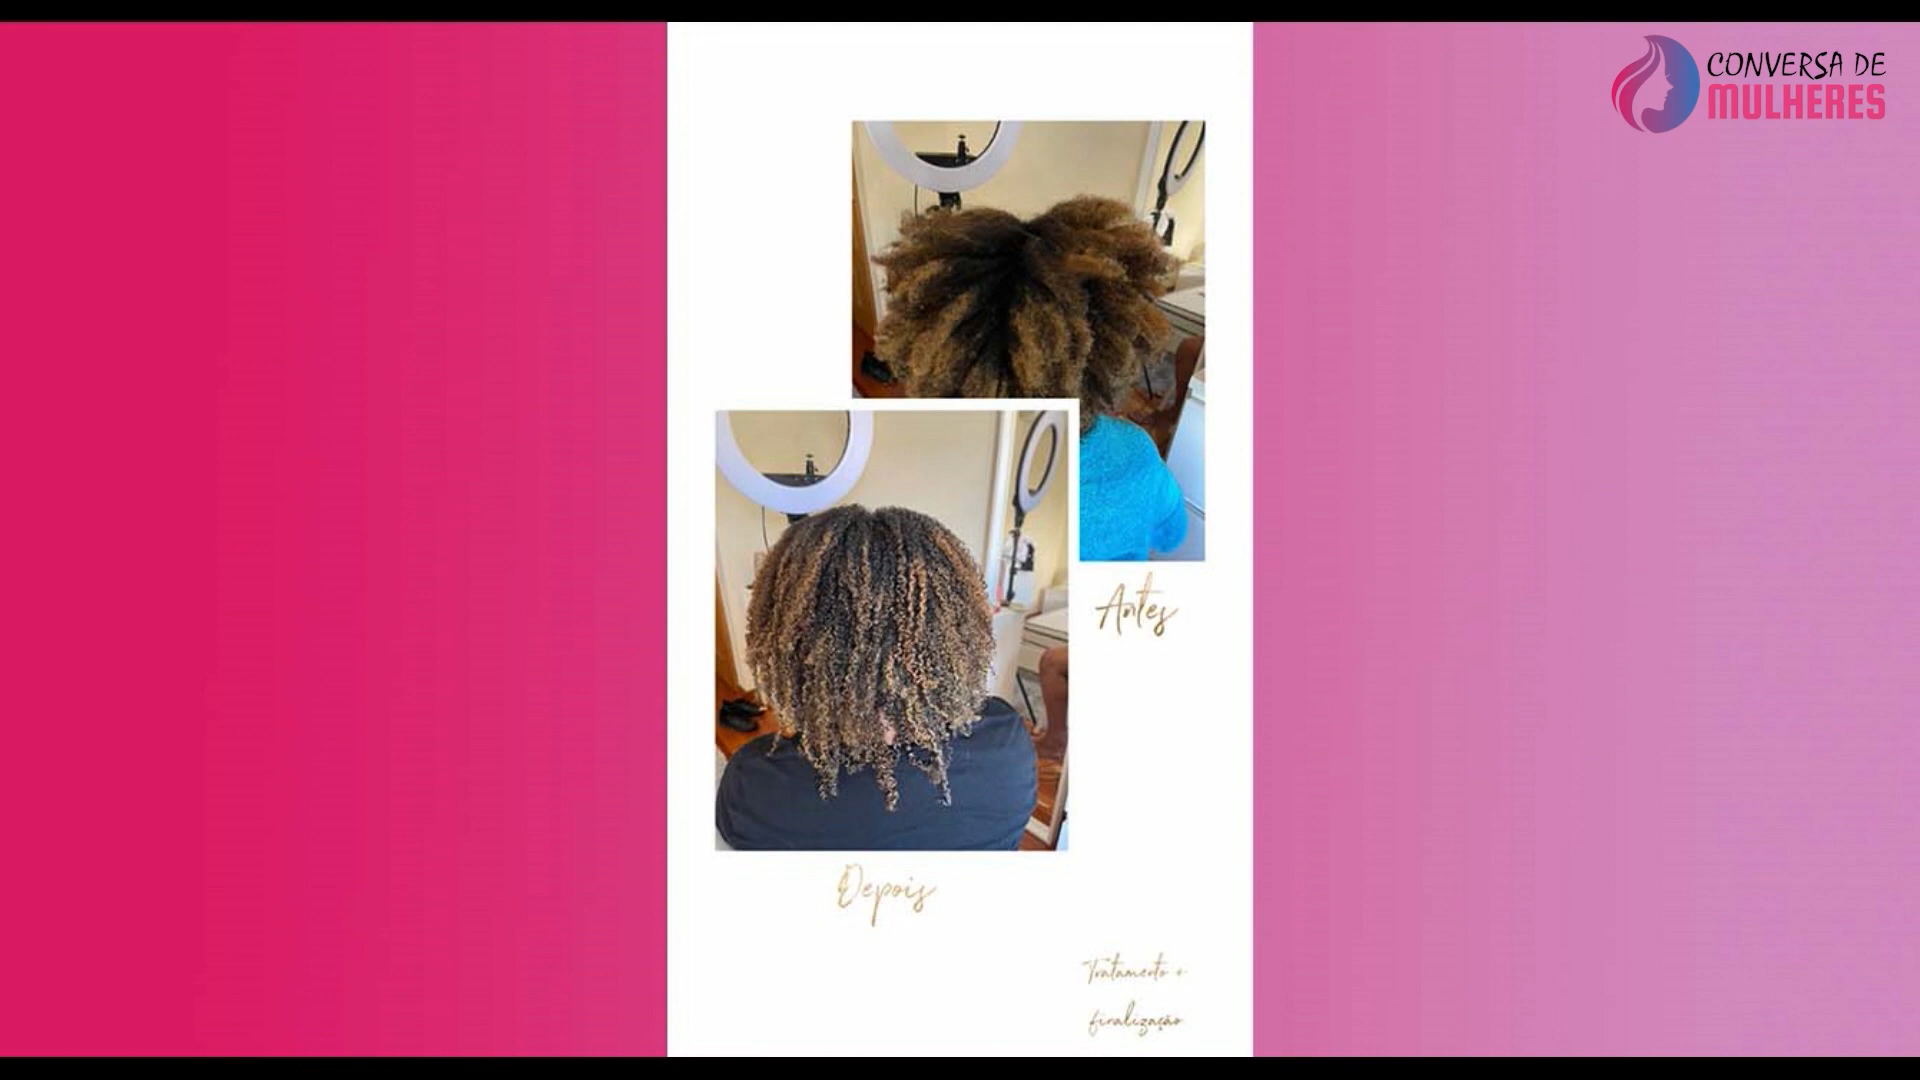 CONVERSA DE
MULHERES
Antes
Depois
Tratamento +
finalização